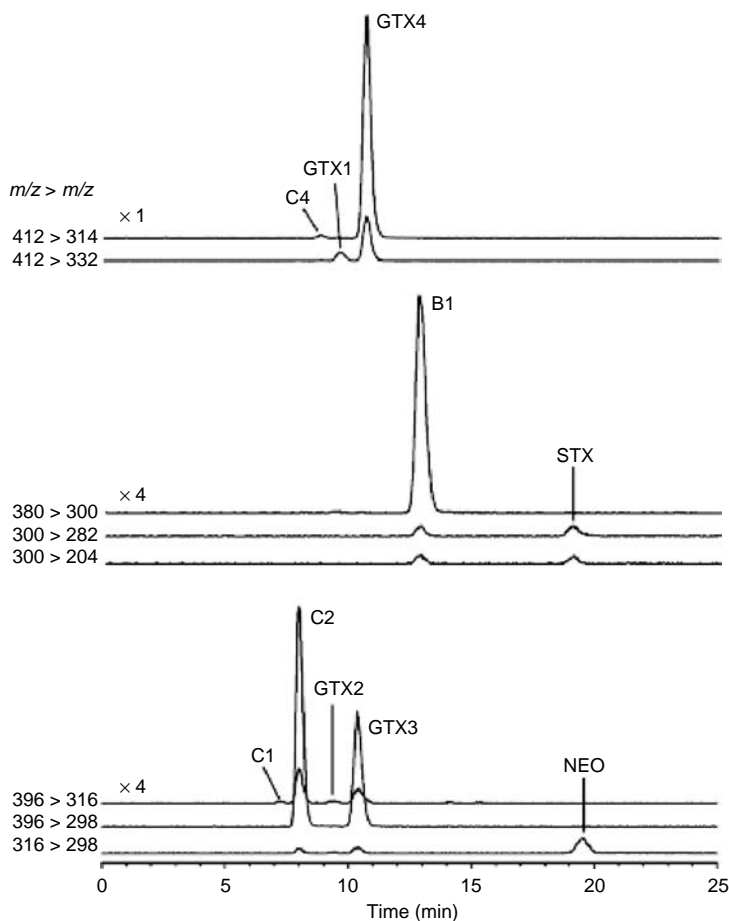 GTX4
GTX1
C4
m/z > m/z
× 1
412 > 314
412 > 332
B1
STX
× 4
380 > 300
300 > 282
300 > 204
C2
GTX2
GTX3
C1
NEO
× 4
396 > 316
396 > 298
316 > 298
0 5 10 15 20 25
Time (min)